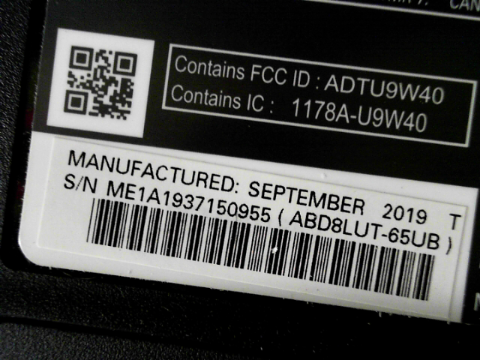 Contains FCC ID : ADTU9W40
Contains IC : 1178A-U9W40
MANUFACTURED: SEPTEMBER 2019 T
S/N ME1A1937150955 ( ABD8LUT-65UB )